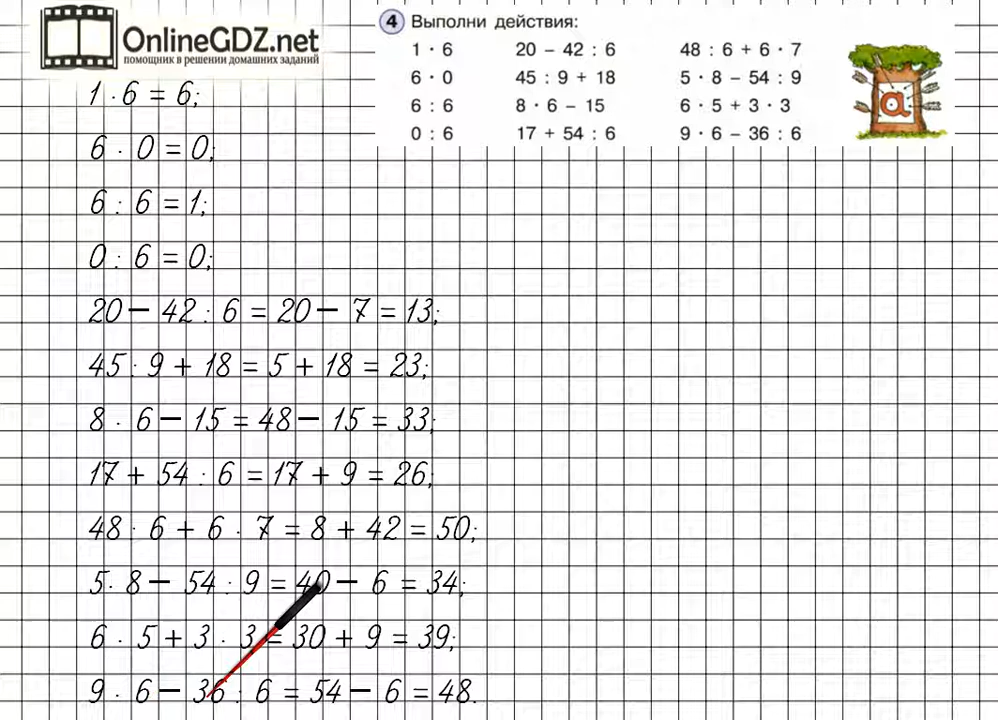 OnlineGDZ.net
помощник в решении домашних заданий
4 Выполни действия:
1 · 6 20 − 42 : 6 48 : 6 + 6 · 7
6 · 0 45 : 9 + 18 5 · 8 − 54 : 9
6 : 6 8 · 6 − 15 6 · 5 + 3 · 3
0 : 6 17 + 54 : 6 9 · 6 − 36 : 6
а
1 · 6 = 6;
6 · 0 = 0;
6 : 6 = 1;
0 : 6 = 0;
20 − 42 : 6 = 20 − 7 = 13;
45 : 9 + 18 = 5 + 18 = 23;
8 · 6 − 15 = 48 − 15 = 33;
17 + 54 : 6 = 17 + 9 = 26;
48 : 6 + 6 · 7 = 8 + 42 = 50;
5 · 8 − 54 : 9 = 40 − 6 = 34;
6 · 5 + 3 · 3 = 30 + 9 = 39;
9 · 6 − 36 : 6 = 54 − 6 = 48.